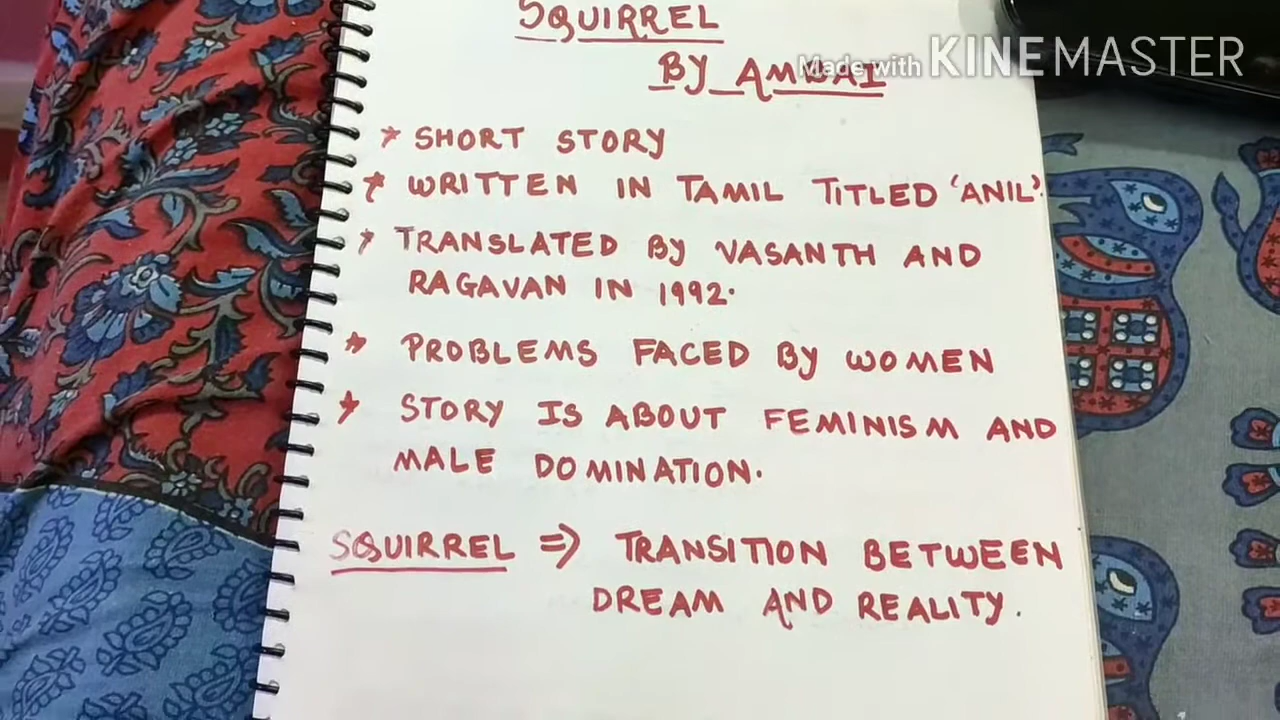 SQUIRREL
BY AMBAI
Made with KINEMASTER
* SHORT STORY
* WRITTEN IN TAMIL TITLED 'ANIL'.
* TRANSLATED BY VASANTH AND
RAGAVAN IN 1992.
* PROBLEMS FACED BY WOMEN
* STORY IS ABOUT FEMINISM AND
MALE DOMINATION.
SQUIRREL ⇒ TRANSITION BETWEEN
DREAM AND REALITY.